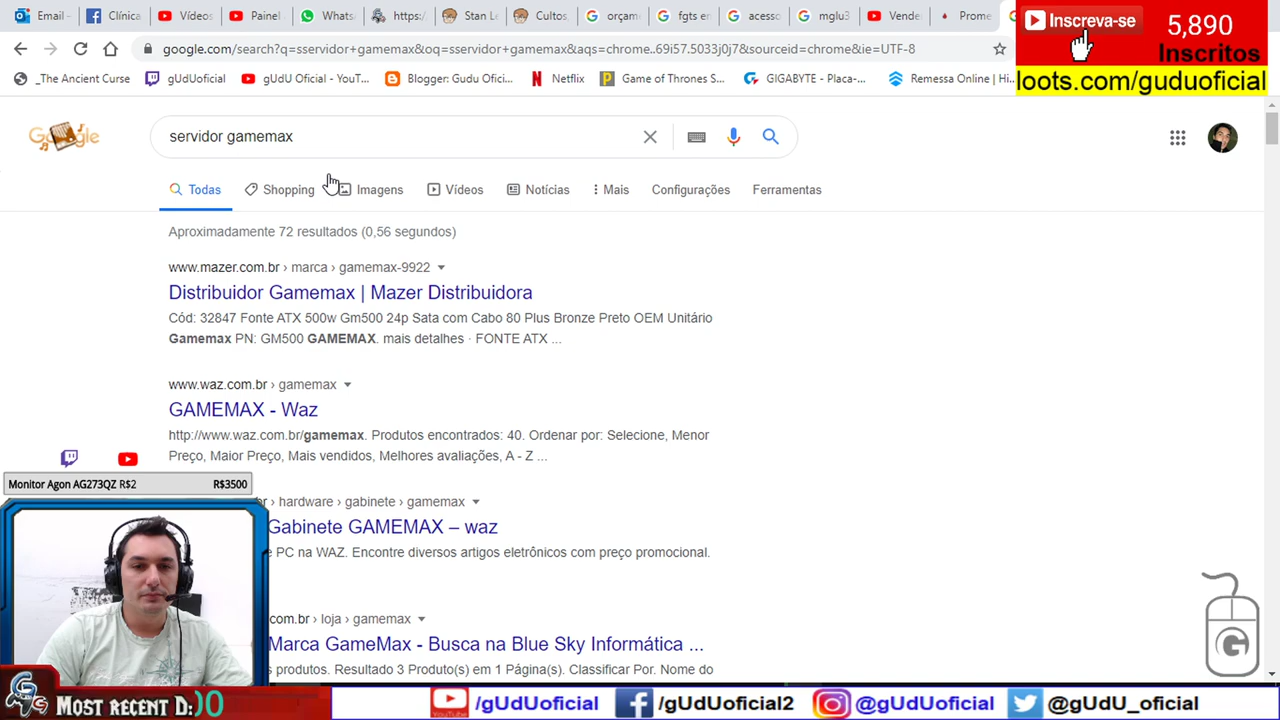 Email -
Clínica
Vídeos
Painel
Whats
https:/
Stan Le
Cultos,
orçam
fgts en
acesso
mglu3
Vende
Prome
Inscreva-se
5,890
Inscritos
google.com/search?q=sservidor+gamemax&oq=sservidor+gamemax&aqs=chrome..69i57.5033j0j7&sourceid=chrome&ie=UTF-8
loots.com/guduoficial
_The Ancient Curse
gUdUoficial
gUdU Oficial - YouT...
Blogger: Gudu Ofici...
Netflix
Game of Thrones S...
GIGABYTE - Placa-...
Remessa Online | Hi...
Google
servidor gamemax
Todas
Shopping
Imagens
Vídeos
Notícias
Mais
Configurações
Ferramentas
Aproximadamente 72 resultados (0,56 segundos)
www.mazer.com.br › marca › gamemax-9922
Distribuidor Gamemax | Mazer Distribuidora
Cód: 32847 Fonte ATX 500w Gm500 24p Sata com Cabo 80 Plus Bronze Preto OEM Unitário
Gamemax PN: GM500 GAMEMAX. mais detalhes · FONTE ATX ...
www.waz.com.br › gamemax
GAMEMAX - Waz
http://www.waz.com.br/gamemax. Produtos encontrados: 40. Ordenar por: Selecione, Menor
Preço, Maior Preço, Mais vendidos, Melhores avaliações, A - Z ...
Monitor Agon AG273QZ R$2 R$3500
br › hardware › gabinete › gamemax
Gabinete GAMEMAX – waz
PC na WAZ. Encontre diversos artigos eletrônicos com preço promocional.
com.br › loja › gamemax
Marca GameMax - Busca na Blue Sky Informática ...
produtos. Resultado 3 Produto(s) em 1 Página(s). Classificar Por. Nome do
Most recent D:
/gUdUoficial
/gUdUoficial2
@gUdUoficial
@gUdU_oficial